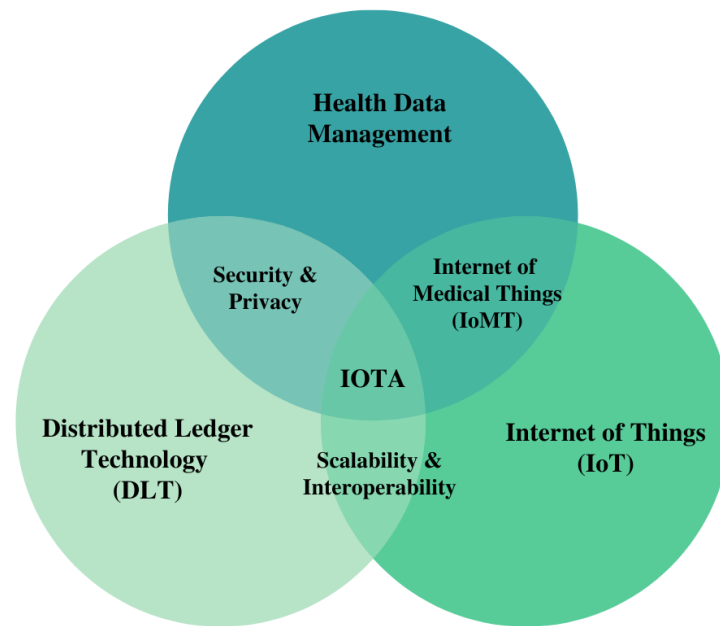 Health Data
Management
Security &
Privacy
Internet of
Medical Things
(IoMT)
IOTA
Distributed Ledger
Technology
(DLT)
Scalability &
Interoperability
Internet of Things
(IoT)